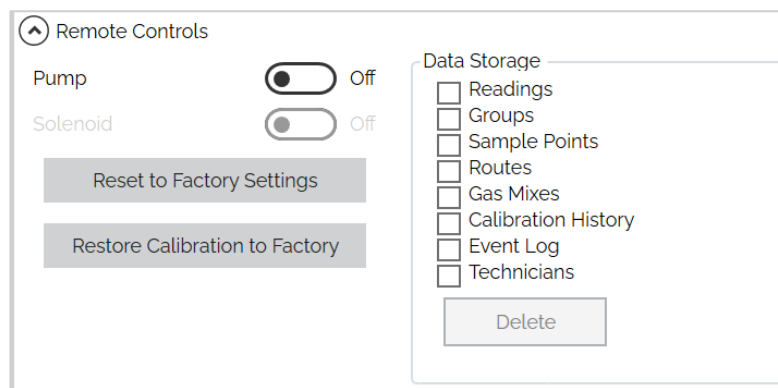 Remote Controls
Pump
Off
Solenoid
Off
Reset to Factory Settings
Restore Calibration to Factory
Data Storage
Readings
Groups
Sample Points
Routes
Gas Mixes
Calibration History
Event Log
Technicians
Delete